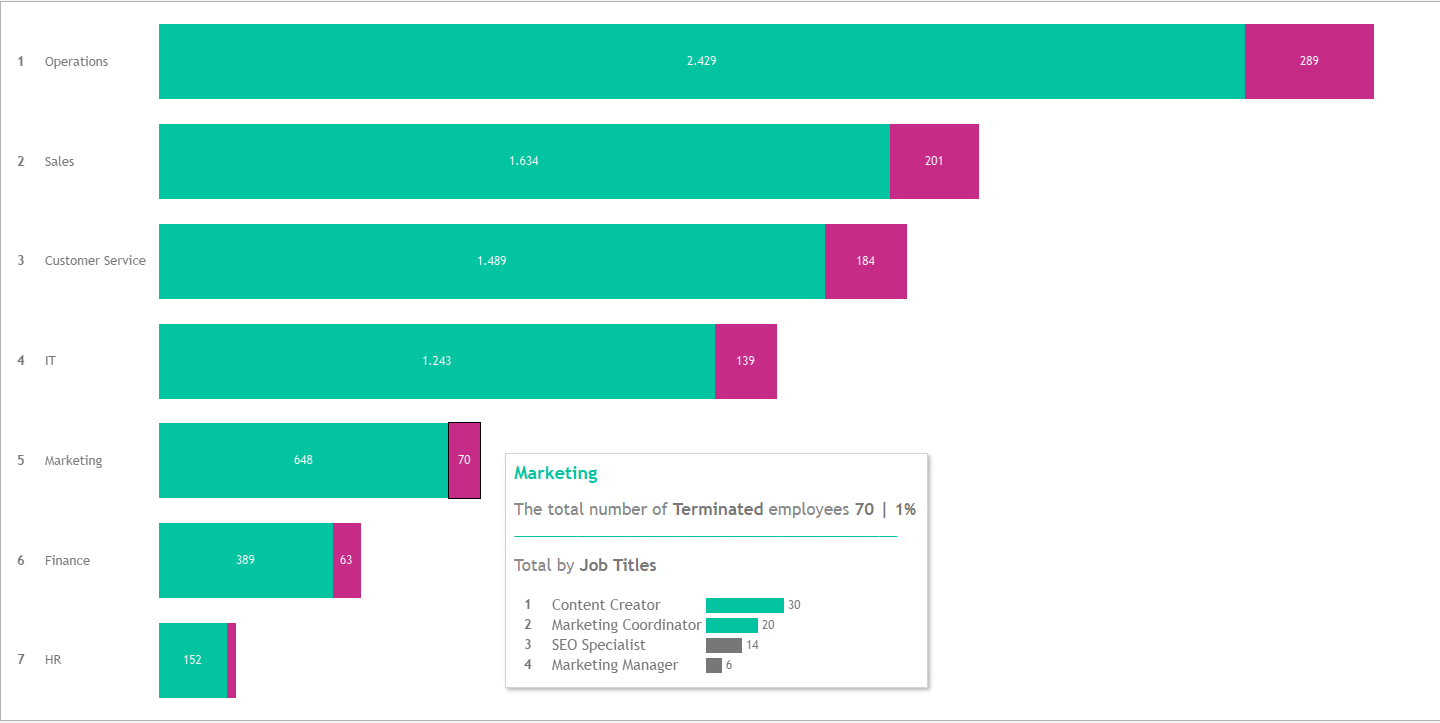 1 Operations 2.429 289
2 Sales 1.634 201
3 Customer Service 1.489 184
4 IT 1.243 139
5 Marketing 648 70
Marketing
The total number of Terminated employees 70 | 1%
Total by Job Titles
1 Content Creator 30
2 Marketing Coordinator 20
3 SEO Specialist 14
4 Marketing Manager 6
6 Finance 389 63
7 HR 152